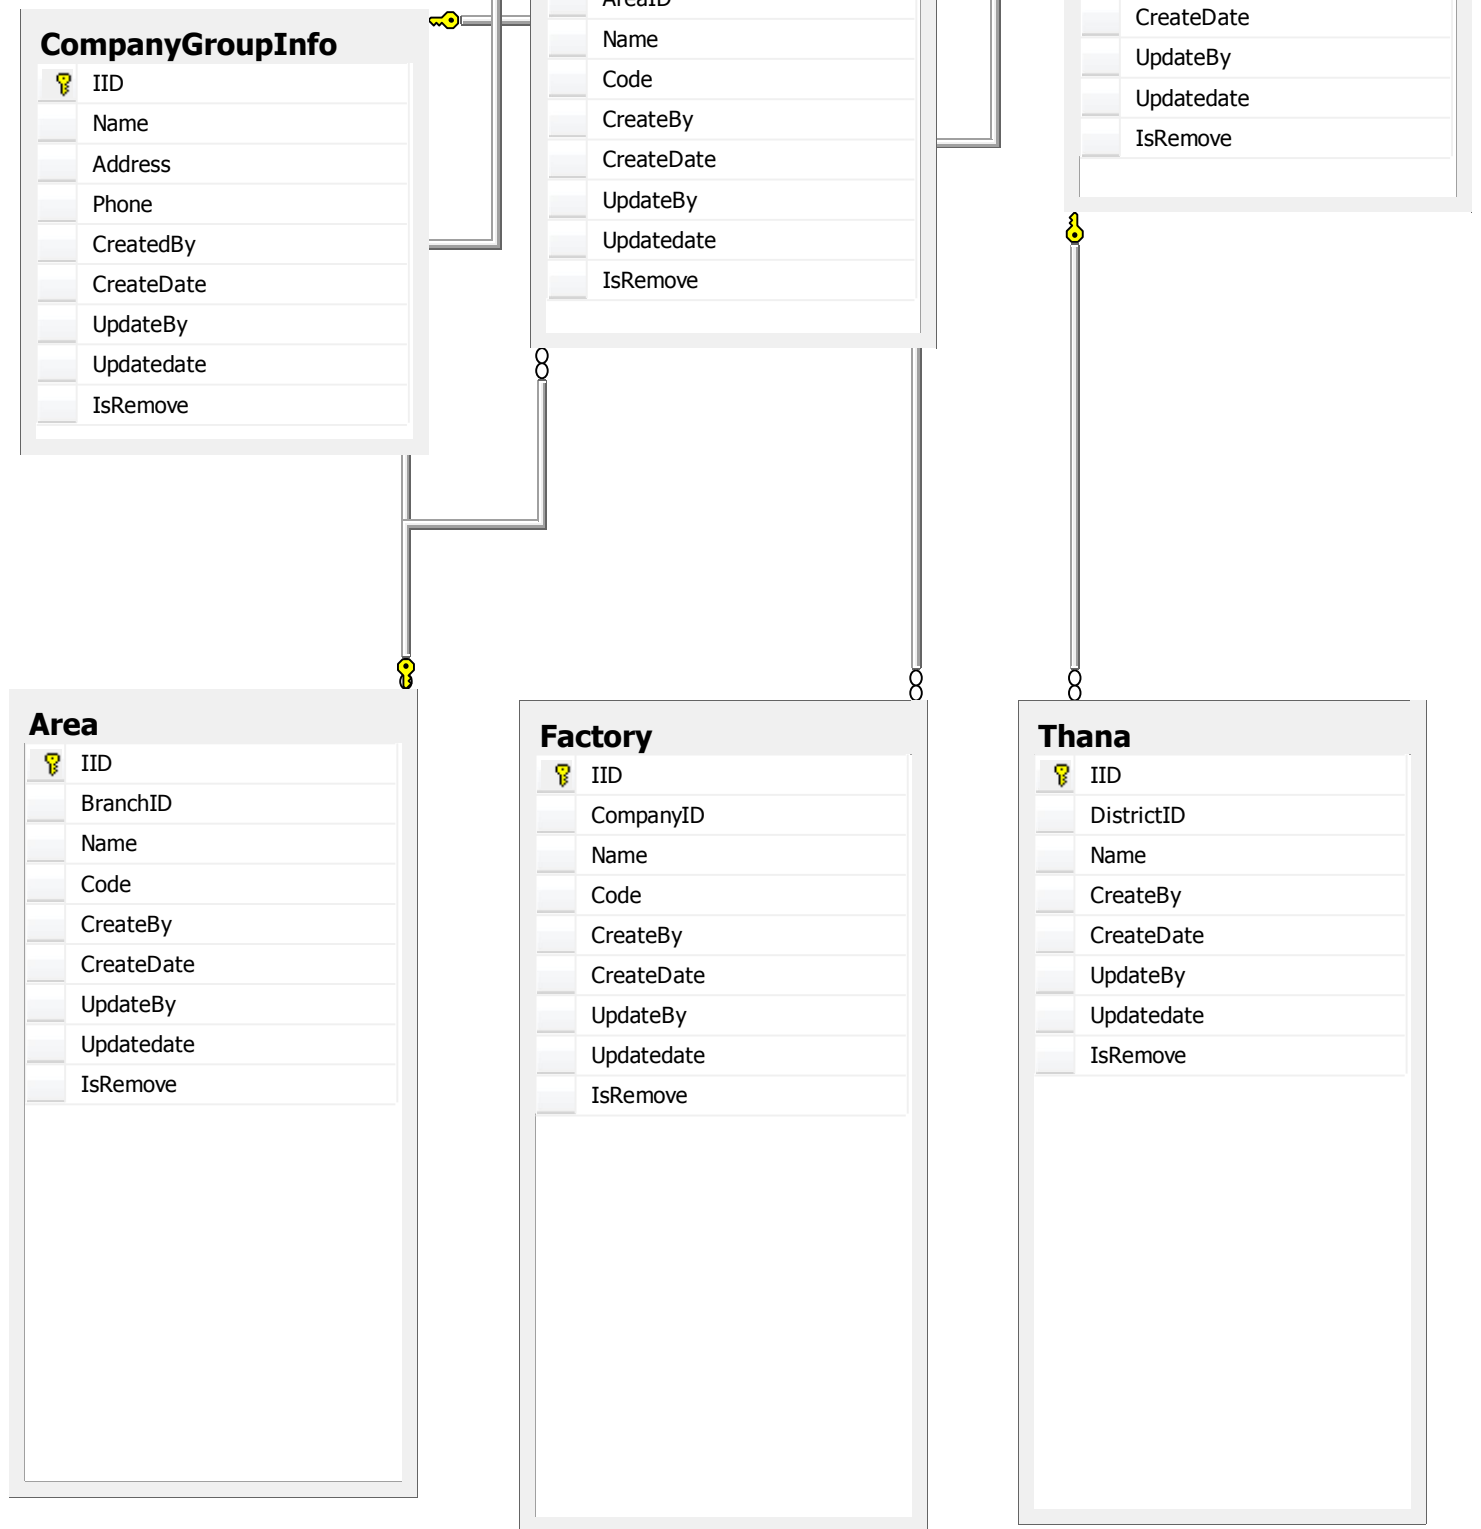 CompanyGroupInfo
IID
Name
Address
Phone
CreatedBy
CreateDate
UpdateBy
Updatedate
IsRemove
AreaID
Name
Code
CreateBy
CreateDate
UpdateBy
Updatedate
IsRemove
CreateDate
UpdateBy
Updatedate
IsRemove
Area
IID
BranchID
Name
Code
CreateBy
CreateDate
UpdateBy
Updatedate
IsRemove
Factory
IID
CompanyID
Name
Code
CreateBy
CreateDate
UpdateBy
Updatedate
IsRemove
Thana
IID
DistrictID
Name
CreateBy
CreateDate
UpdateBy
Updatedate
IsRemove